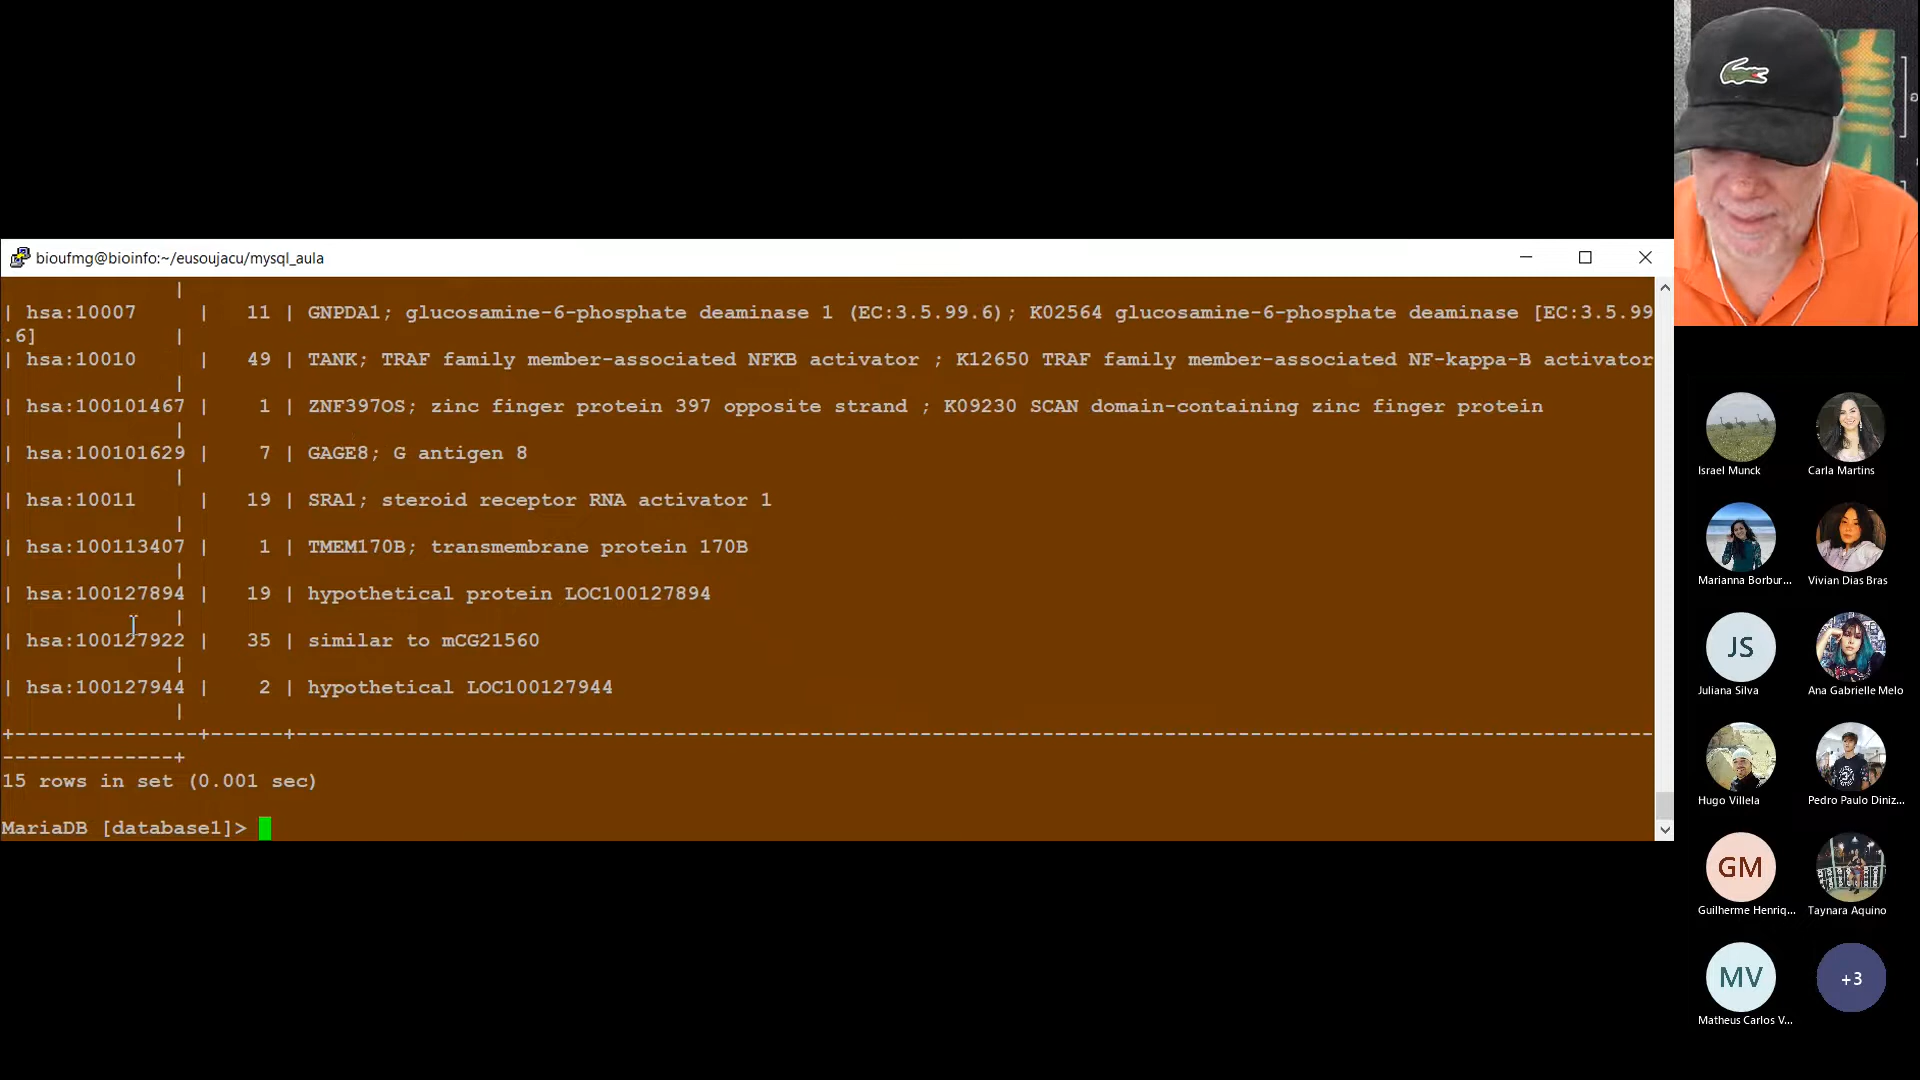 bioufmg@bioinfo:~/eusoujacu/mysql_aula
|
| hsa:10007 | 11 | GNPDA1; glucosamine-6-phosphate deaminase 1 (EC:3.5.99.6); K02564 glucosamine-6-phosphate deaminase [EC:3.5.99
.6] |
| hsa:10010 | 49 | TANK; TRAF family member-associated NFKB activator ; K12650 TRAF family member-associated NF-kappa-B activator
|
| hsa:100101467 | 1 | ZNF397OS; zinc finger protein 397 opposite strand ; K09230 SCAN domain-containing zinc finger protein
|
| hsa:100101629 | 7 | GAGE8; G antigen 8
|
| hsa:10011 | 19 | SRA1; steroid receptor RNA activator 1
|
| hsa:100113407 | 1 | TMEM170B; transmembrane protein 170B
|
| hsa:100127894 | 19 | hypothetical protein LOC100127894
|
| hsa:100127922 | 35 | similar to mCG21560
|
| hsa:100127944 | 2 | hypothetical LOC100127944
|
+---------------+------+---------------------------------------------------------------------------------------------------------------
--------------+
15 rows in set (0.001 sec)
MariaDB [database1]>
Israel Munck
Carla Martins
Marianna Borbur...
Vivian Dias Bras
JS
Juliana Silva
Ana Gabrielle Melo
Hugo Villela
Pedro Paulo Diniz...
GM
Guilherme Henriq...
Taynara Aquino
MV
+3
Matheus Carlos V...